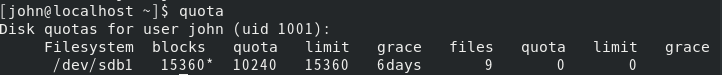 [john@localhost ~]$ quota
Disk quotas for user john (uid 1001):
Filesystem blocks quota limit grace files quota limit grace
/dev/sdb1 15360* 10240 15360 6days 9 0 0